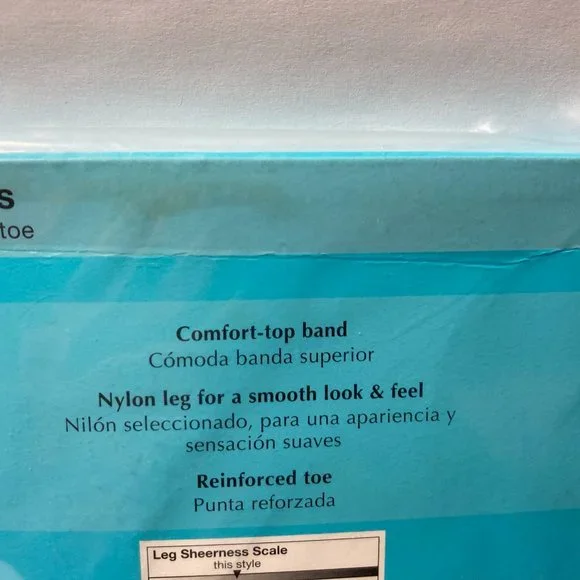 s
toe
Comfort-top band
Cómoda banda superior
Nylon leg for a smooth look & feel
Nilón seleccionado, para una apariencia y
sensación suaves
Reinforced toe
Punta reforzada
Leg Sheerness Scale
this style